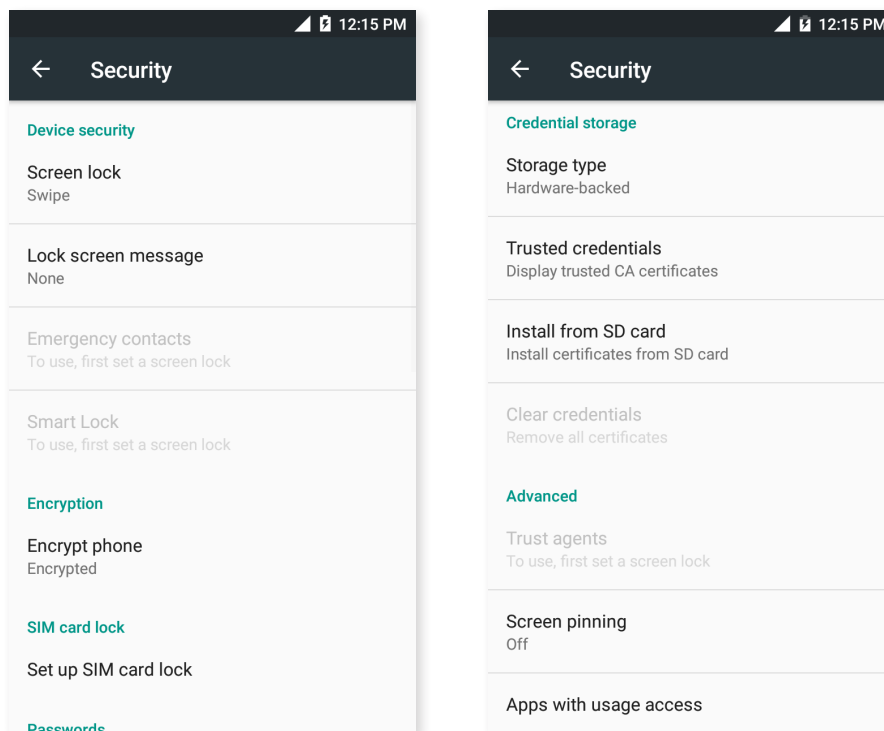 12:15 PM
Security
Device security
Screen lock
Swipe
Lock screen message
None
Emergency contacts
To use, first set a screen lock
Smart Lock
To use, first set a screen lock
Encryption
Encrypt phone
Encrypted
SIM card lock
Set up SIM card lock
Passwords
12:15 PM
Security
Credential storage
Storage type
Hardware-backed
Trusted credentials
Display trusted CA certificates
Install from SD card
Install certificates from SD card
Clear credentials
Remove all certificates
Advanced
Trust agents
To use, first set a screen lock
Screen pinning
Off
Apps with usage access